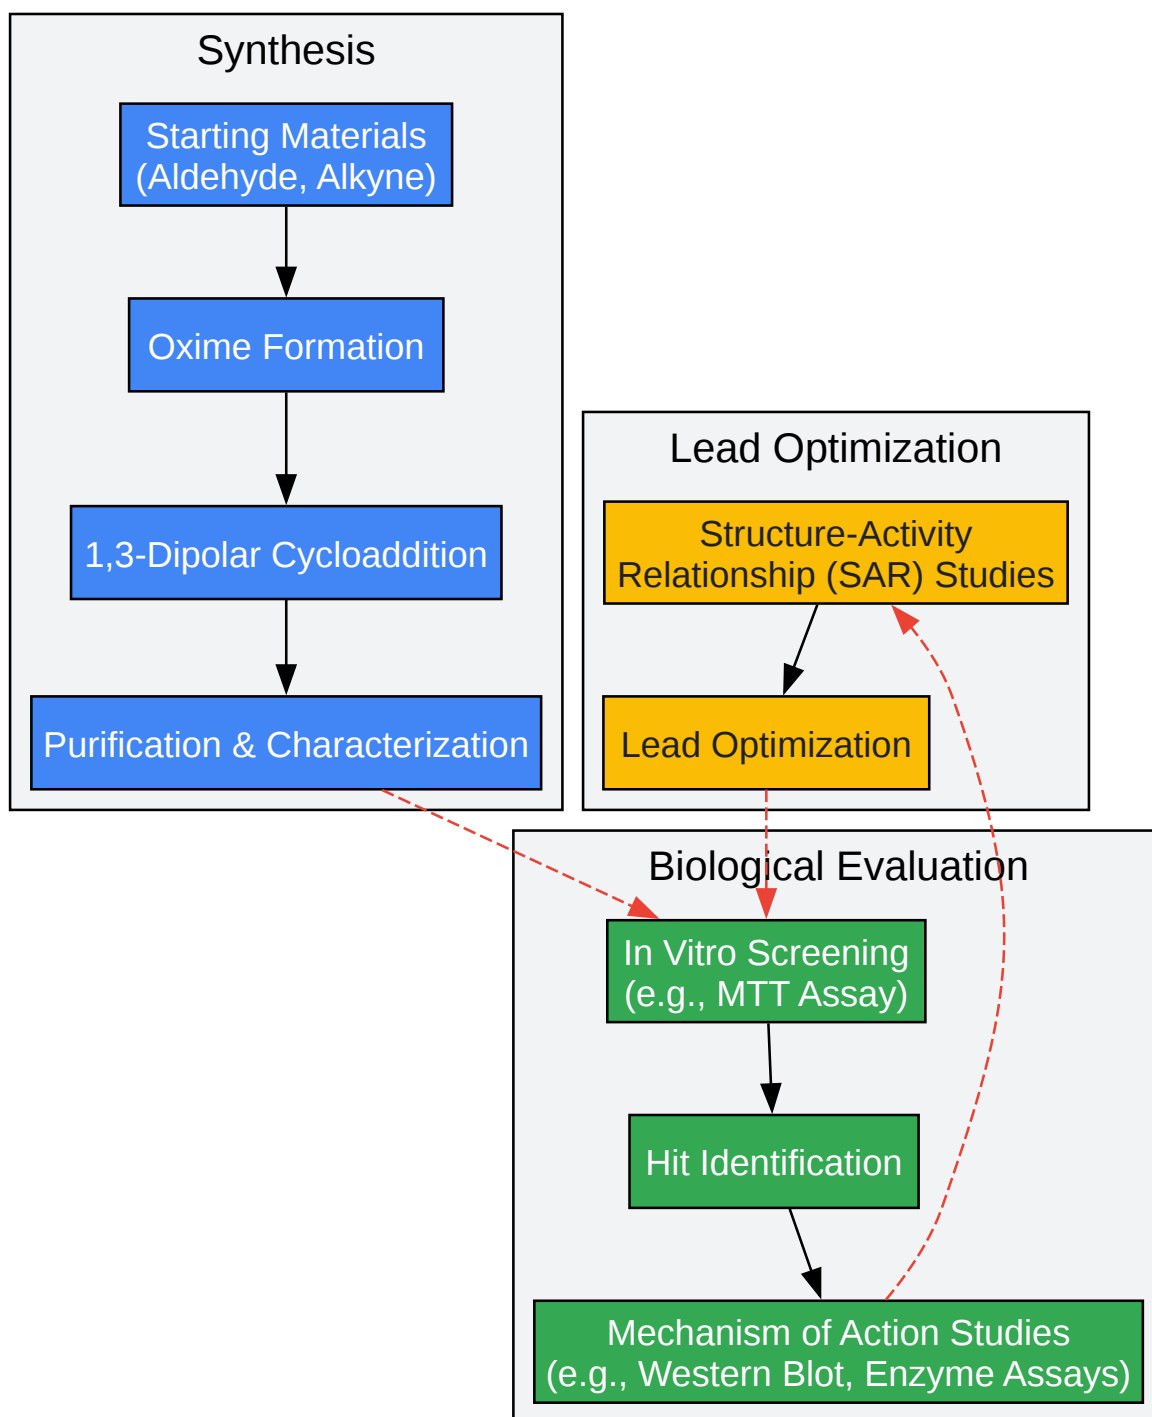 Synthesis
Starting Materials
(Aldehyde, Alkyne)
Oxime Formation
1,3-Dipolar Cycloaddition
Purification & Characterization
Lead Optimization
Structure-Activity
Relationship (SAR) Studies
Lead Optimization
Biological Evaluation
In Vitro Screening
(e.g., MTT Assay)
Hit Identification
Mechanism of Action Studies
(e.g., Western Blot, Enzyme Assays)